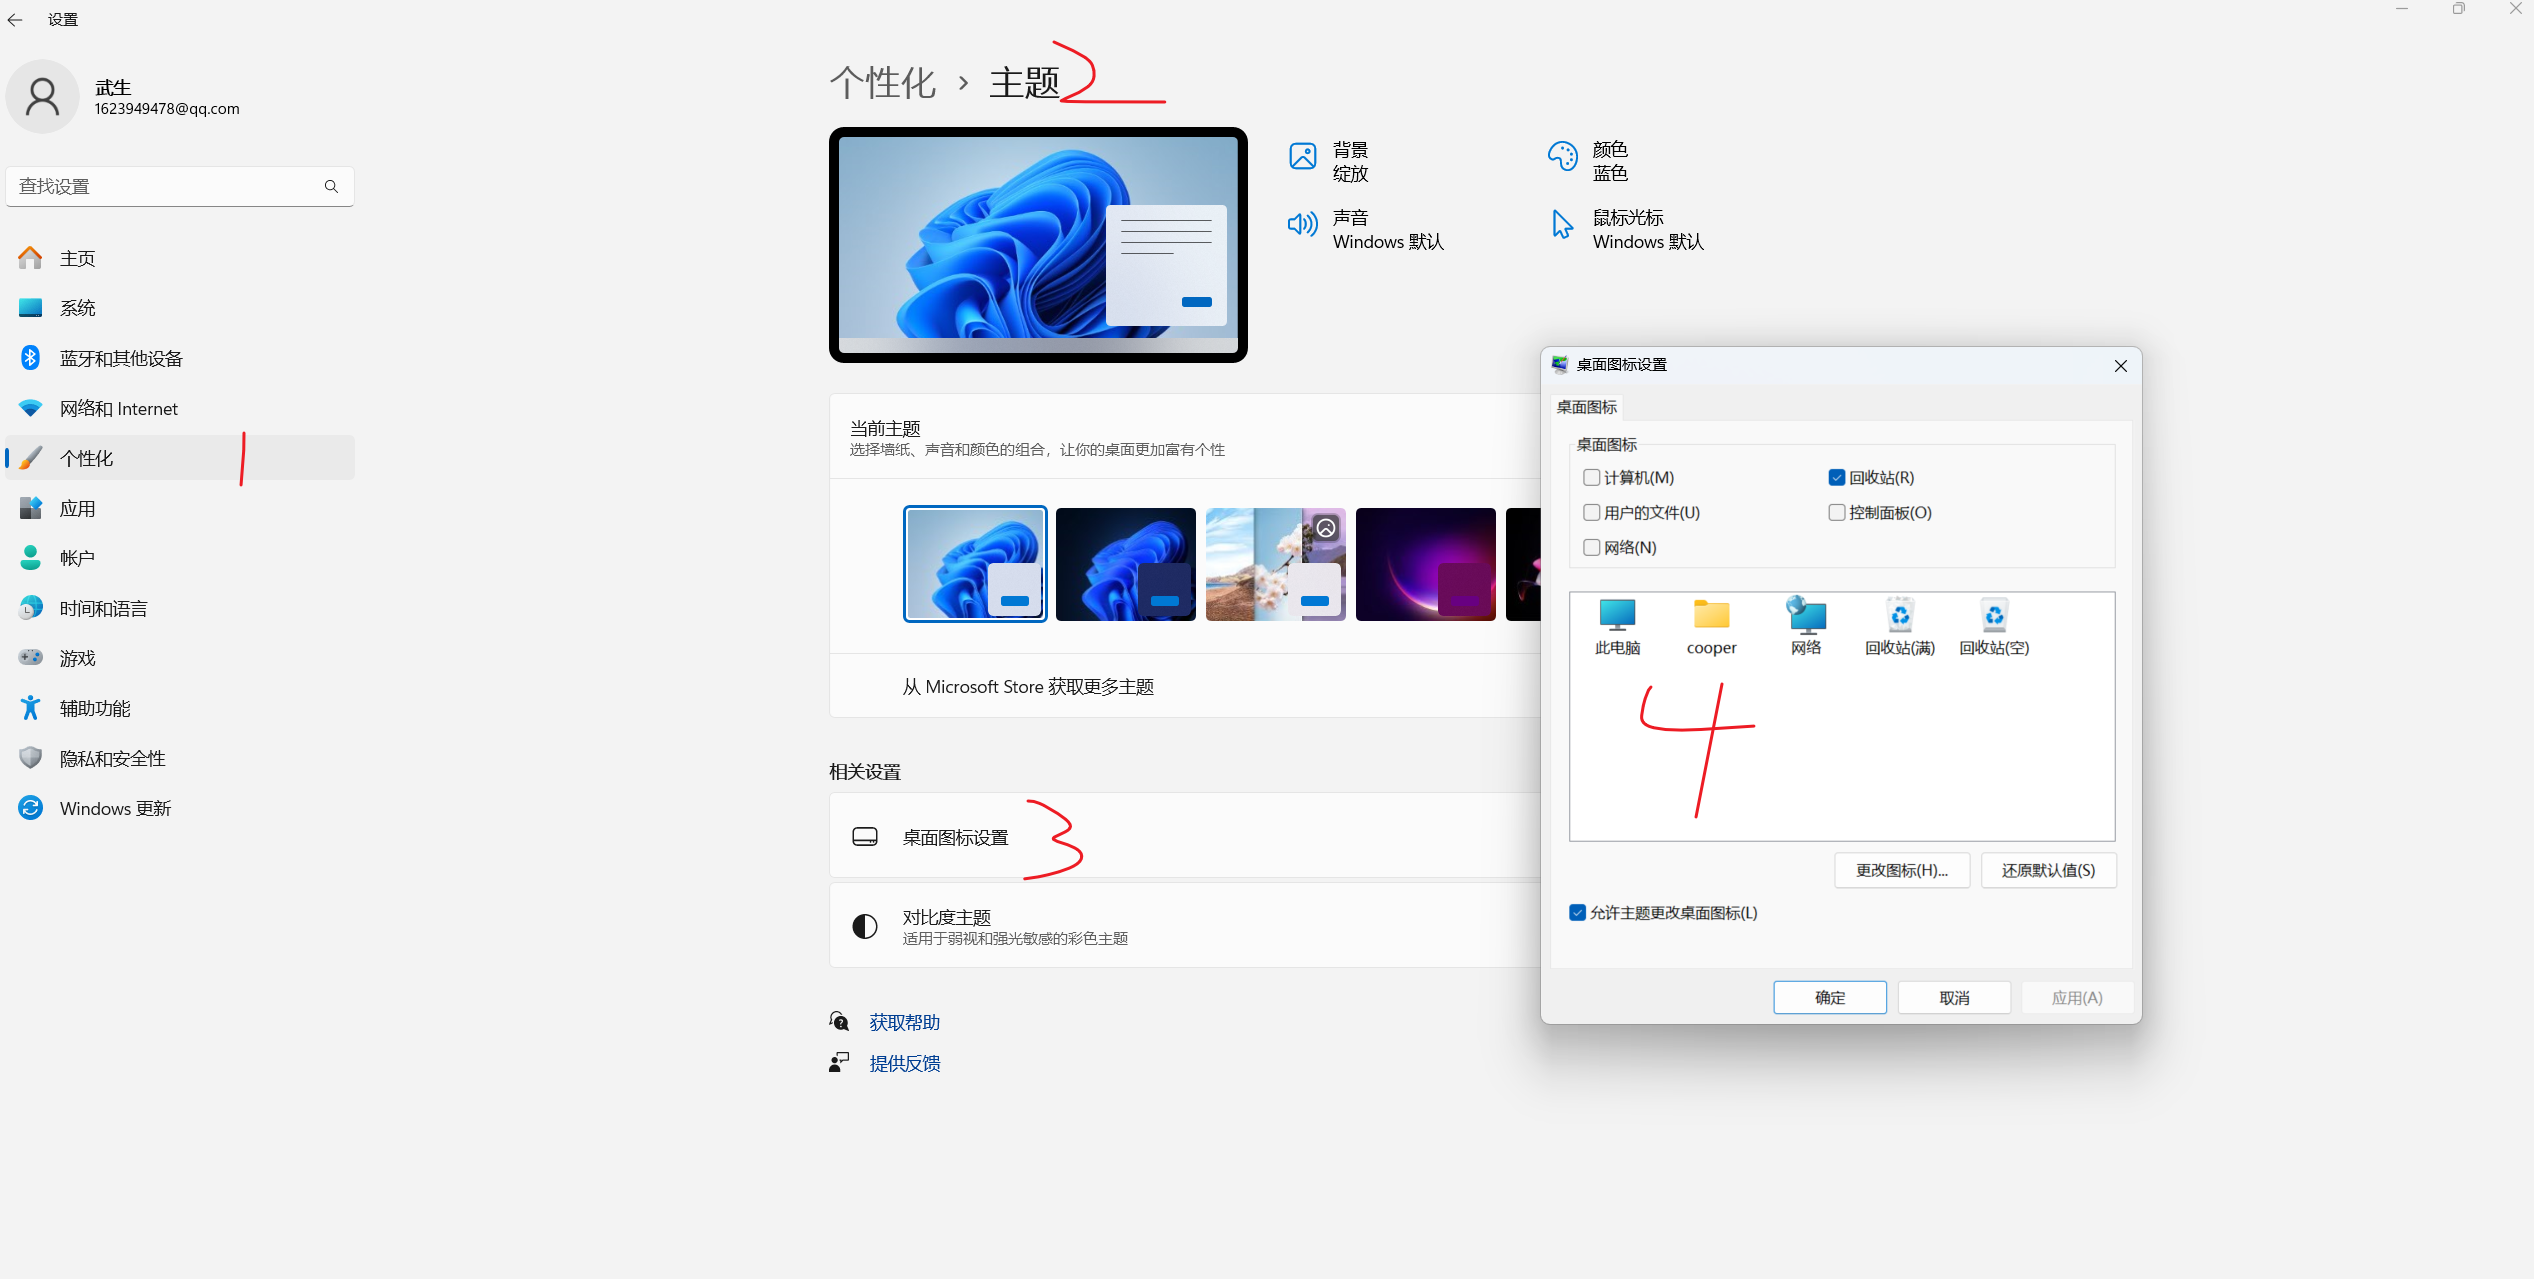 设置
武生
1623949478@qq.com
查找设置
主页
系统
蓝牙和其他设备
网络和 Internet
个性化
1
应用
帐户
时间和语言
游戏
辅助功能
隐私和安全性
Windows 更新
个性化 › 主题
2
背景
绽放
颜色
蓝色
声音
Windows 默认
鼠标光标
Windows 默认
当前主题
选择墙纸、声音和颜色的组合，让你的桌面更加富有个性
从 Microsoft Store 获取更多主题
相关设置
桌面图标设置
3
对比度主题
适用于弱视和强光敏感的彩色主题
获取帮助
提供反馈
桌面图标设置
桌面图标
桌面图标
计算机(M)
回收站(R)
用户的文件(U)
控制面板(O)
网络(N)
此电脑
cooper
网络
回收站(满)
回收站(空)
4
更改图标(H)...
还原默认值(S)
允许主题更改桌面图标(L)
确定
取消
应用(A)